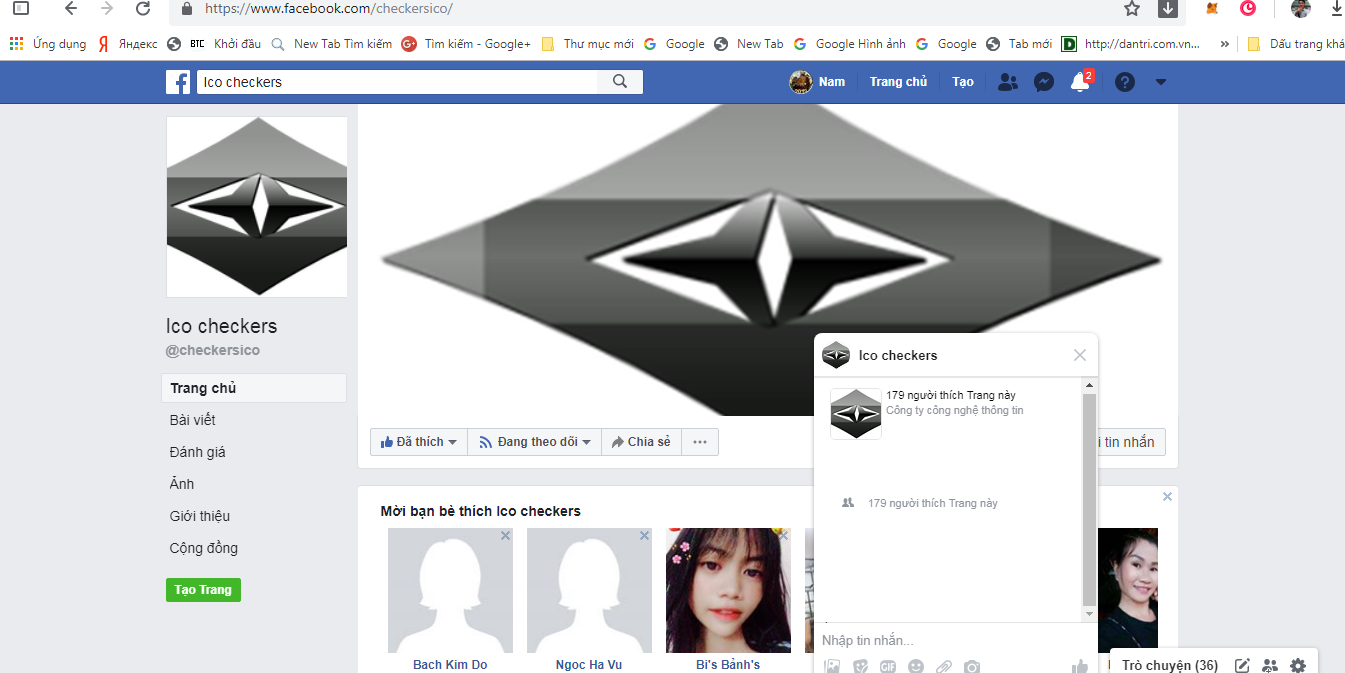 https://www.facebook.com/checkersico/
Ứng dụng Яндекс BTC Khởi đầu New Tab Tìm kiếm Tìm kiếm - Google+ Thư mục mới Google New Tab Google Hình ảnh Google Tab mới http://dantri.com.vn... » Dấu trang khá
Ico checkers Nam Trang chủ Tạo 2
Ico checkers
@checkersico
Trang chủ
Bài viết
Đánh giá
Ảnh
Giới thiệu
Cộng đồng
Tạo Trang
Đã thích Đang theo dõi Chia sẻ ... i tin nhắn
Mời bạn bè thích Ico checkers
Bach Kim Do Ngoc Ha Vu Bi's Bảnh's
Ico checkers
179 người thích Trang này
Công ty công nghệ thông tin
179 người thích Trang này
Nhập tin nhắn...
GIF
Trò chuyện (36)